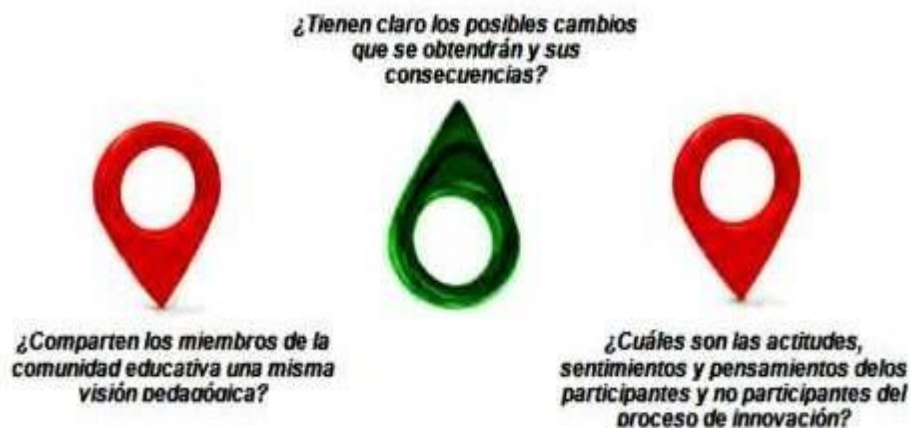 ¿Tienen claro los posibles cambios
que se obtendrán y sus
consecuencias?
¿Comparten los miembros de la
comunidad educativa una misma
visión pedagógica?
¿Cuáles son las actitudes,
sentimientos y pensamientos delos
participantes y no participantes del
proceso de innovación?